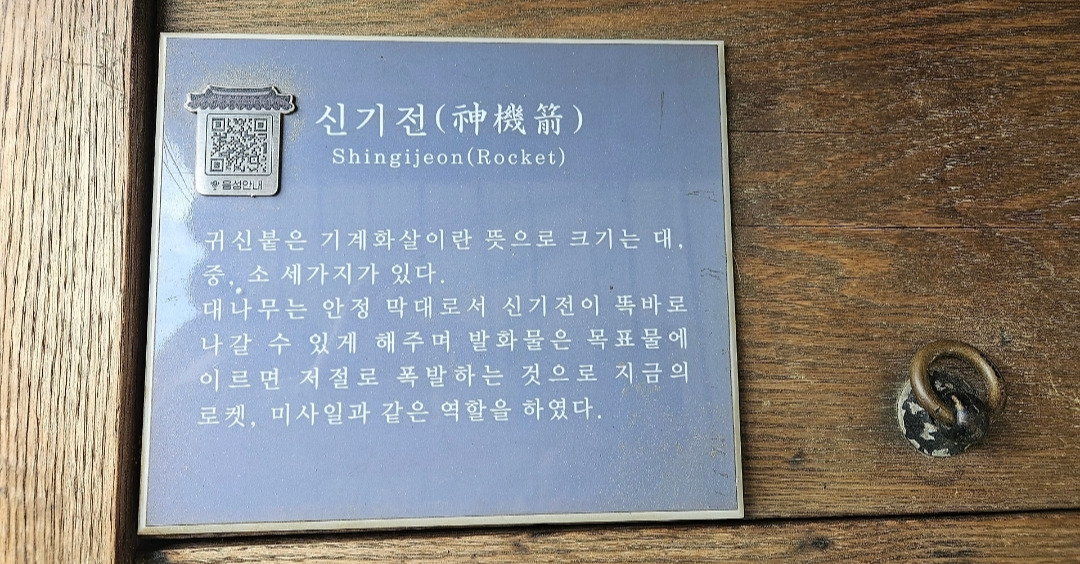 신기전(神機箭)
Shingijeon(Rocket)
음성안내
귀신붙은 기계화살이란 뜻으로 크기는 대,
중, 소 세가지가 있다.
대나무는 안정 막대로서 신기전이 똑바로
나갈 수 있게 해주며 발화물은 목표물에
이르면 저절로 폭발하는 것으로 지금의
로켓, 미사일과 같은 역할을 하였다.